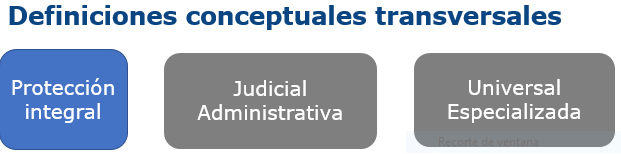 Definiciones conceptuales transversales
Protección
integral
Judicial
Administrativa
Universal
Especializada
Recorte de ventana